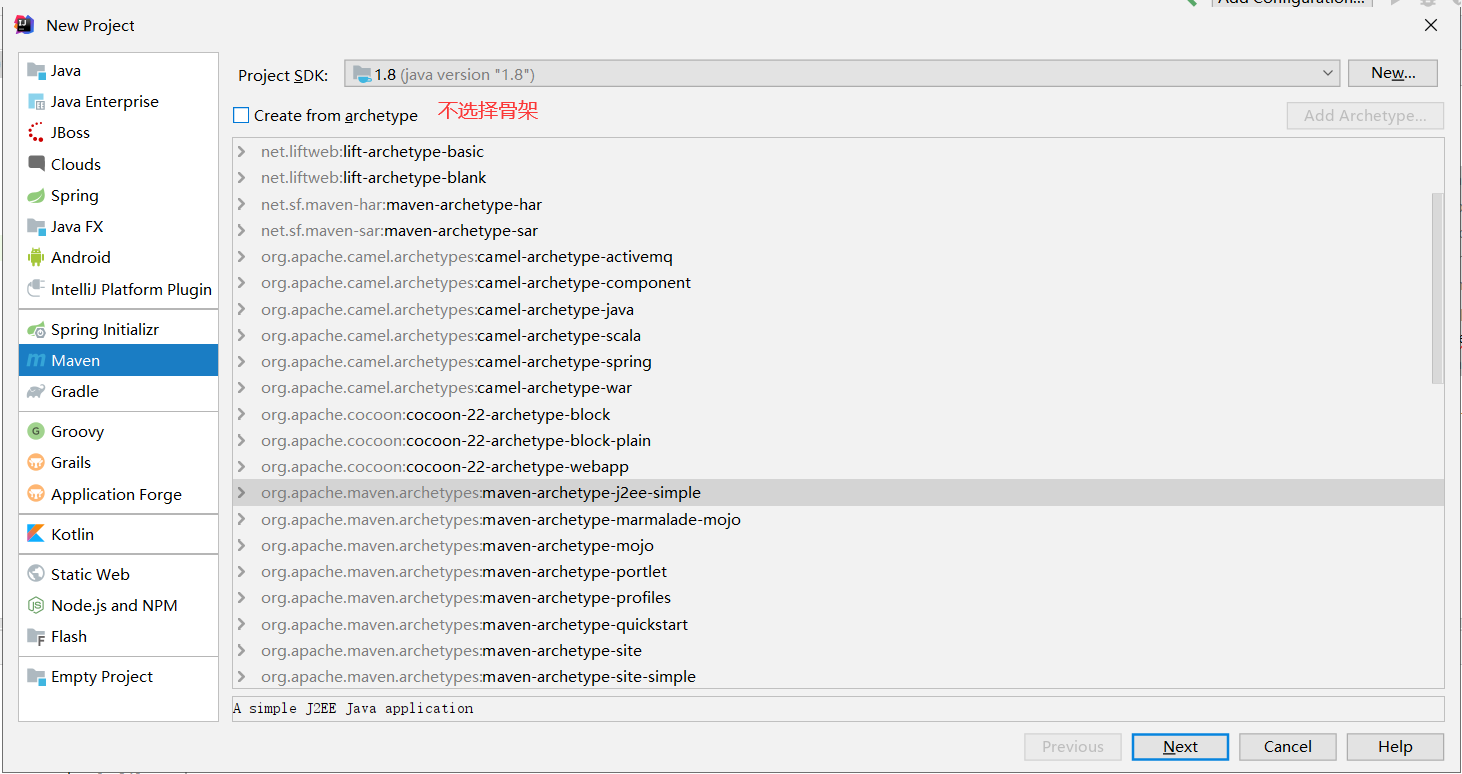 Add Configuration...
New Project
Java
Java Enterprise
JBoss
Clouds
Spring
Java FX
Android
IntelliJ Platform Plugin
Spring Initializr
Maven
Gradle
Groovy
Grails
Application Forge
Kotlin
Static Web
Node.js and NPM
Flash
Empty Project
Project SDK: 1.8 (java version "1.8") New...
Create from archetype 不选择骨架 Add Archetype...
net.liftweb:lift-archetype-basic
net.liftweb:lift-archetype-blank
net.sf.maven-har:maven-archetype-har
net.sf.maven-sar:maven-archetype-sar
org.apache.camel.archetypes:camel-archetype-activemq
org.apache.camel.archetypes:camel-archetype-component
org.apache.camel.archetypes:camel-archetype-java
org.apache.camel.archetypes:camel-archetype-scala
org.apache.camel.archetypes:camel-archetype-spring
org.apache.camel.archetypes:camel-archetype-war
org.apache.cocoon:cocoon-22-archetype-block
org.apache.cocoon:cocoon-22-archetype-block-plain
org.apache.cocoon:cocoon-22-archetype-webapp
org.apache.maven.archetypes:maven-archetype-j2ee-simple
org.apache.maven.archetypes:maven-archetype-marmalade-mojo
org.apache.maven.archetypes:maven-archetype-mojo
org.apache.maven.archetypes:maven-archetype-portlet
org.apache.maven.archetypes:maven-archetype-profiles
org.apache.maven.archetypes:maven-archetype-quickstart
org.apache.maven.archetypes:maven-archetype-site
org.apache.maven.archetypes:maven-archetype-site-simple
A simple J2EE Java application
Previous Next Cancel Help